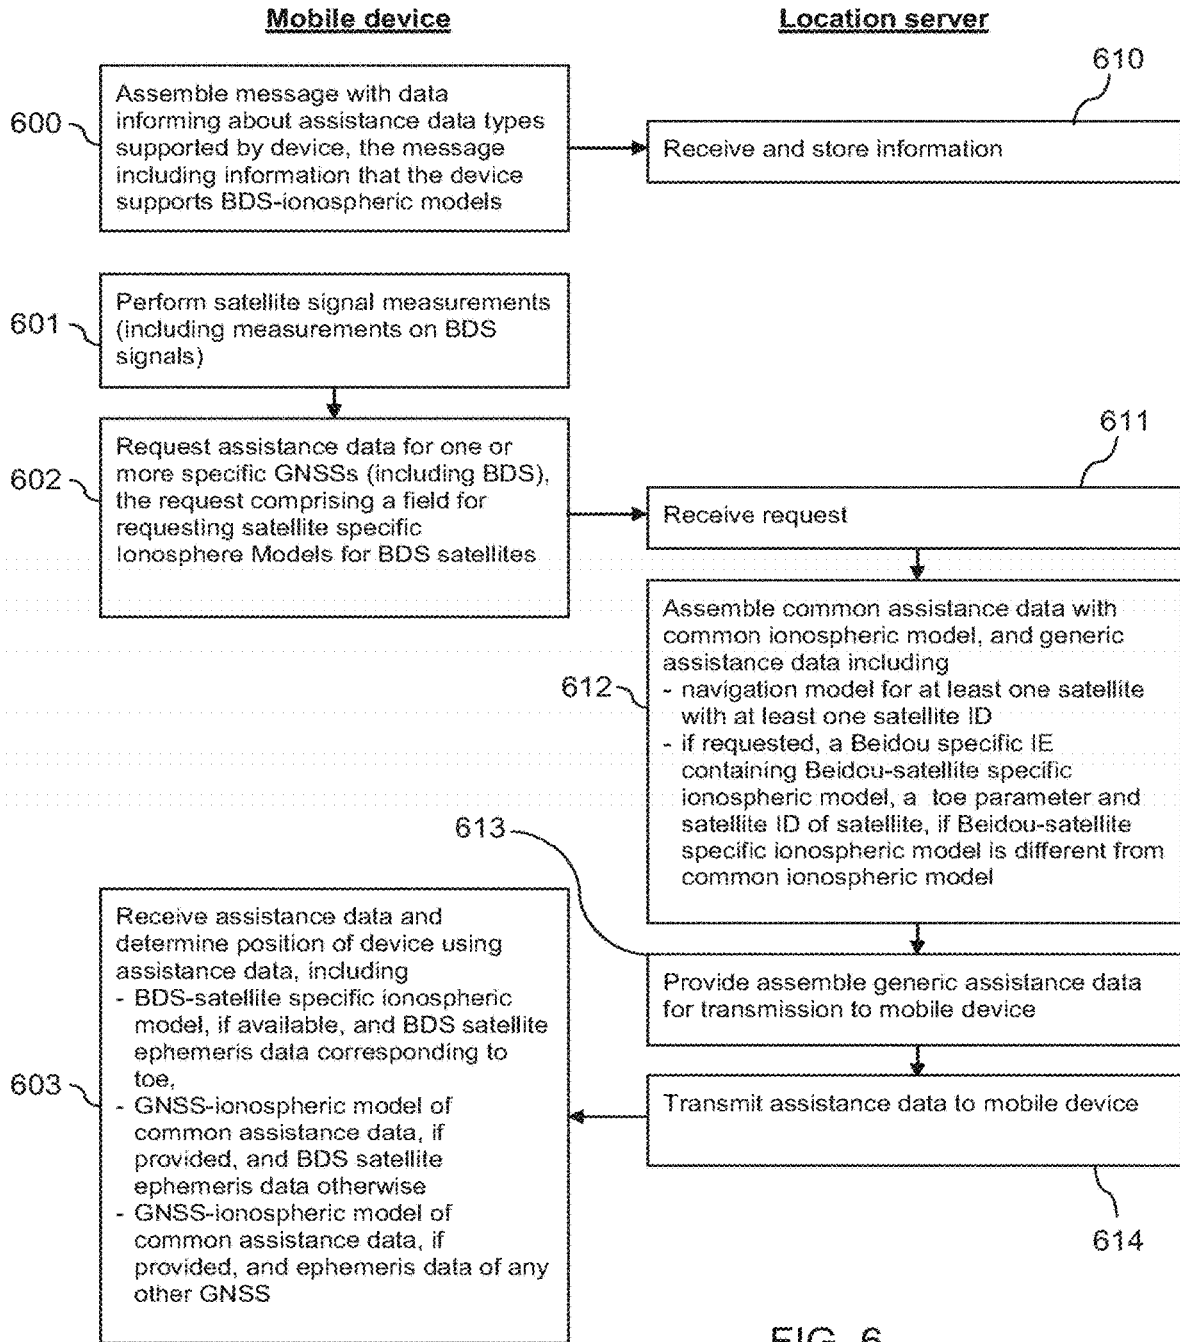 Mobile device
Location server
610
600
Assemble message with data
informing about assistance data types
supported by device, the message
including information that the device
supports BDS-ionospheric models
Receive and store information
601
Perform satellite signal measurements
(including measurements on BDS
signals)
611
602
Request assistance data for one or
more specific GNSSs (including BDS),
the request comprising a field for
requesting satellite specific
Ionosphere Models for BDS satellites
Receive request
612
Assemble common assistance data with
common ionospheric model, and generic
assistance data including
- navigation model for at least one satellite
with at least one satellite ID
- if requested, a Beidou specific IE
containing Beidou-satellite specific
ionospheric model, a toe parameter and
satellite ID of satellite, if Beidou-satellite
specific ionospheric model is different from
common ionospheric model
613
Provide assemble generic assistance data
for transmission to mobile device
603
Receive assistance data and
determine position of device using
assistance data, including
- BDS-satellite specific ionospheric
model, if available, and BDS satellite
ephemeris data corresponding to
toe,
- GNSS-ionospheric model of
common assistance data, if
provided, and BDS satellite
ephemeris data otherwise
- GNSS-ionospheric model of
common assistance data, if
provided, and ephemeris data of any
other GNSS
Transmit assistance data to mobile device
614
FIG. 6